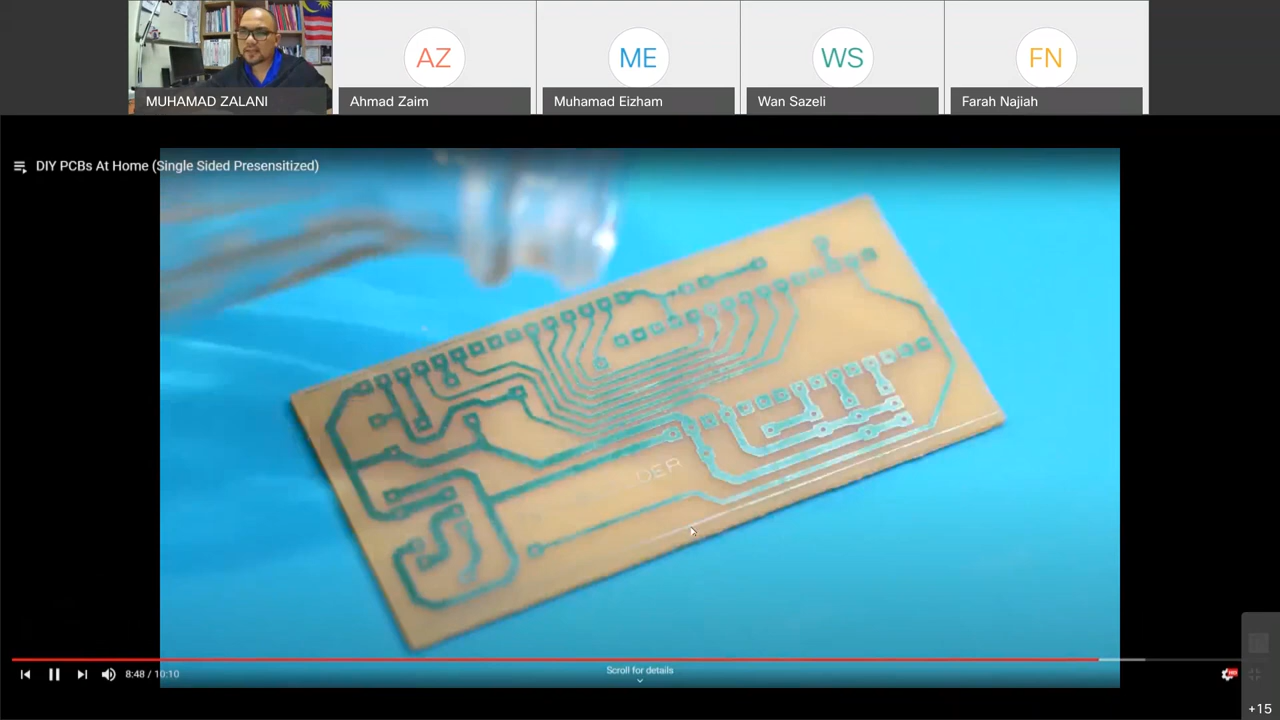 AZ
ME
WS
FN
MUHAMAD ZALANI
Ahmad Zaim
Muhamad Eizham
Wan Sazeli
Farah Najiah
DIY PCBs At Home (Single Sided Presensitized)
DER
8:48 / 10:10
Scroll for details
+15